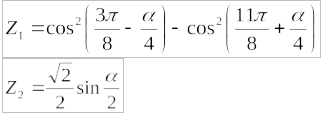 Z₁ = cos²(3π/8 − α/4) − cos²(11π/8 + α/4)
Z₂ = √2/2 sin α/2